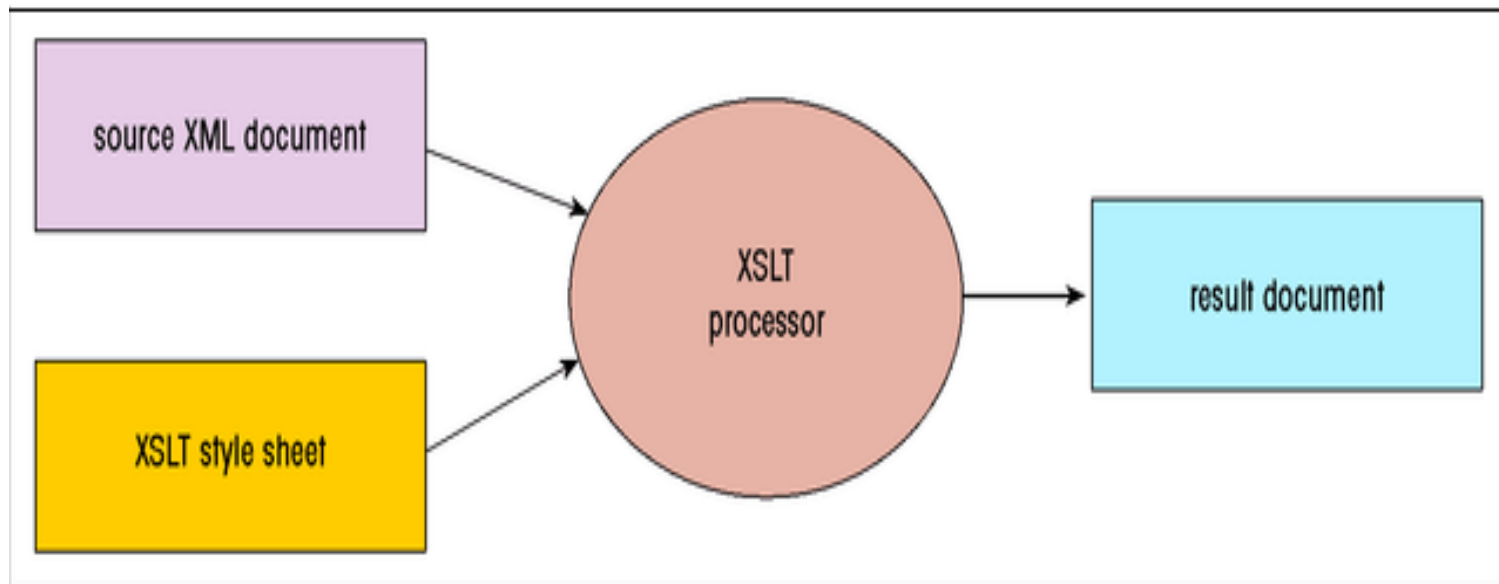 source XML document
XSLT style sheet
XSLT
processor
result document